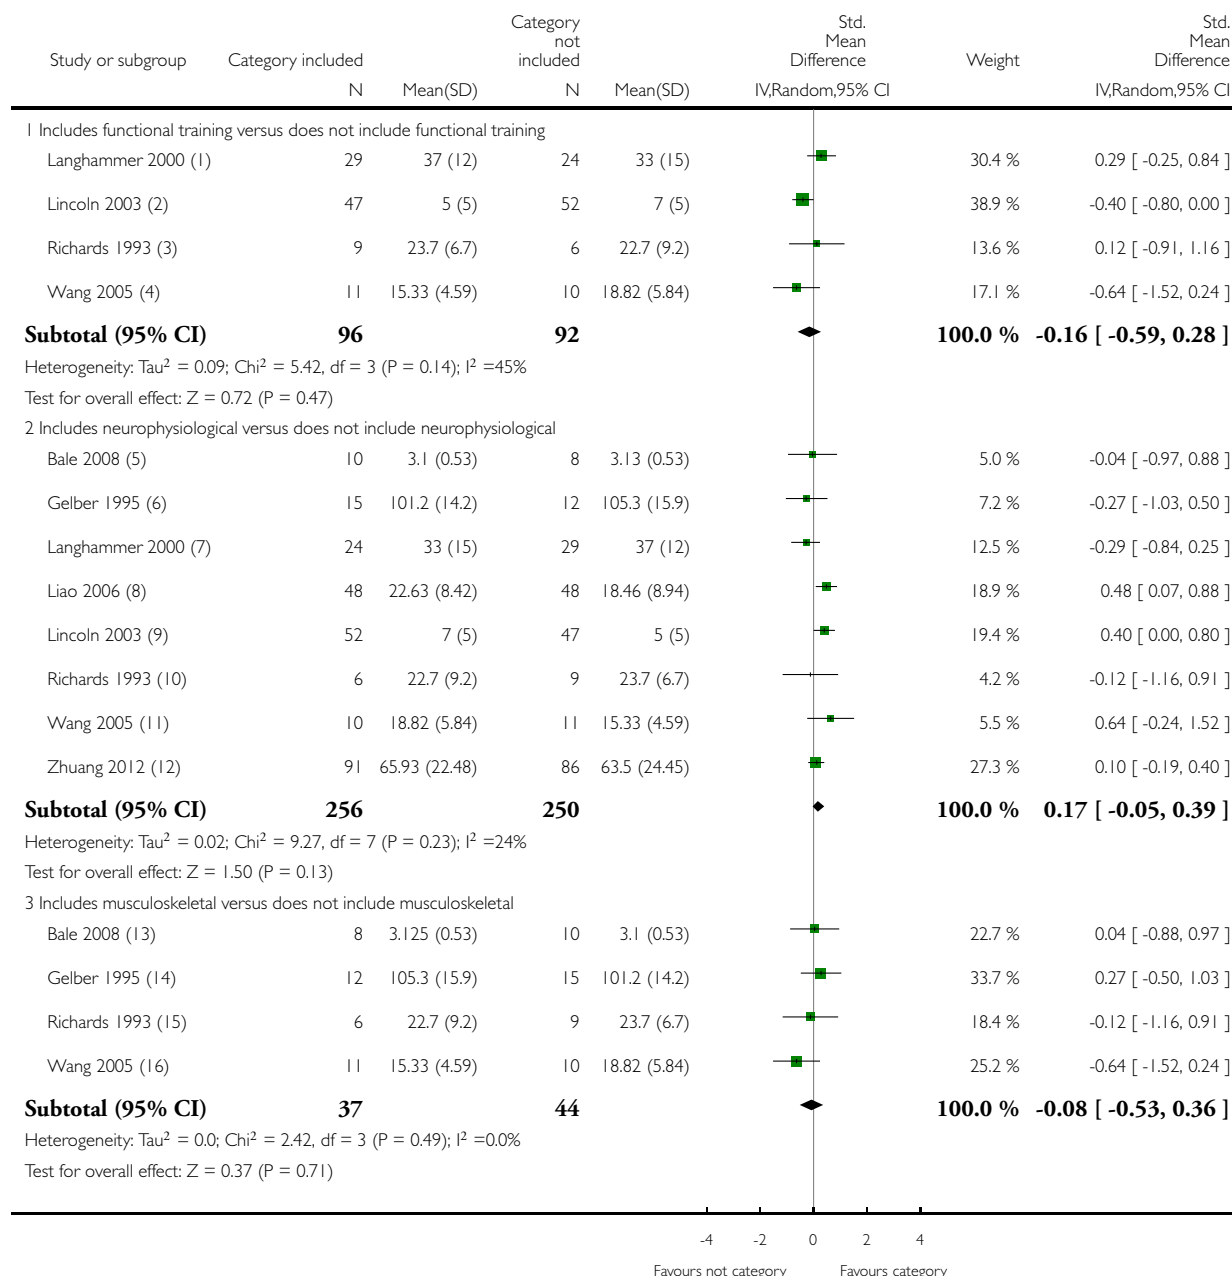 Study or subgroup Category included Category not included Std. Mean Difference Weight Std. Mean Difference
N Mean(SD) N Mean(SD) IV,Random,95% CI IV,Random,95% CI
1 Includes functional training versus does not include functional training
Langhammer 2000 (1) 29 37 (12) 24 33 (15) 30.4 % 0.29 [ -0.25, 0.84 ]
Lincoln 2003 (2) 47 5 (5) 52 7 (5) 38.9 % -0.40 [ -0.80, 0.00 ]
Richards 1993 (3) 9 23.7 (6.7) 6 22.7 (9.2) 13.6 % 0.12 [ -0.91, 1.16 ]
Wang 2005 (4) 11 15.33 (4.59) 10 18.82 (5.84) 17.1 % -0.64 [ -1.52, 0.24 ]
Subtotal (95% CI) 96 92 100.0 % -0.16 [ -0.59, 0.28 ]
Heterogeneity: Tau² = 0.09; Chi² = 5.42, df = 3 (P = 0.14); I² =45%
Test for overall effect: Z = 0.72 (P = 0.47)
2 Includes neurophysiological versus does not include neurophysiological
Bale 2008 (5) 10 3.1 (0.53) 8 3.13 (0.53) 5.0 % -0.04 [ -0.97, 0.88 ]
Gelber 1995 (6) 15 101.2 (14.2) 12 105.3 (15.9) 7.2 % -0.27 [ -1.03, 0.50 ]
Langhammer 2000 (7) 24 33 (15) 29 37 (12) 12.5 % -0.29 [ -0.84, 0.25 ]
Liao 2006 (8) 48 22.63 (8.42) 48 18.46 (8.94) 18.9 % 0.48 [ 0.07, 0.88 ]
Lincoln 2003 (9) 52 7 (5) 47 5 (5) 19.4 % 0.40 [ 0.00, 0.80 ]
Richards 1993 (10) 6 22.7 (9.2) 9 23.7 (6.7) 4.2 % -0.12 [ -1.16, 0.91 ]
Wang 2005 (11) 10 18.82 (5.84) 11 15.33 (4.59) 5.5 % 0.64 [ -0.24, 1.52 ]
Zhuang 2012 (12) 91 65.93 (22.48) 86 63.5 (24.45) 27.3 % 0.10 [ -0.19, 0.40 ]
Subtotal (95% CI) 256 250 100.0 % 0.17 [ -0.05, 0.39 ]
Heterogeneity: Tau² = 0.02; Chi² = 9.27, df = 7 (P = 0.23); I² =24%
Test for overall effect: Z = 1.50 (P = 0.13)
3 Includes musculoskeletal versus does not include musculoskeletal
Bale 2008 (13) 8 3.125 (0.53) 10 3.1 (0.53) 22.7 % 0.04 [ -0.88, 0.97 ]
Gelber 1995 (14) 12 105.3 (15.9) 15 101.2 (14.2) 33.7 % 0.27 [ -0.50, 1.03 ]
Richards 1993 (15) 6 22.7 (9.2) 9 23.7 (6.7) 18.4 % -0.12 [ -1.16, 0.91 ]
Wang 2005 (16) 11 15.33 (4.59) 10 18.82 (5.84) 25.2 % -0.64 [ -1.52, 0.24 ]
Subtotal (95% CI) 37 44 100.0 % -0.08 [ -0.53, 0.36 ]
Heterogeneity: Tau² = 0.0; Chi² = 2.42, df = 3 (P = 0.49); I² =0.0%
Test for overall effect: Z = 0.37 (P = 0.71)
-4 -2 0 2 4
Favours not category Favours category